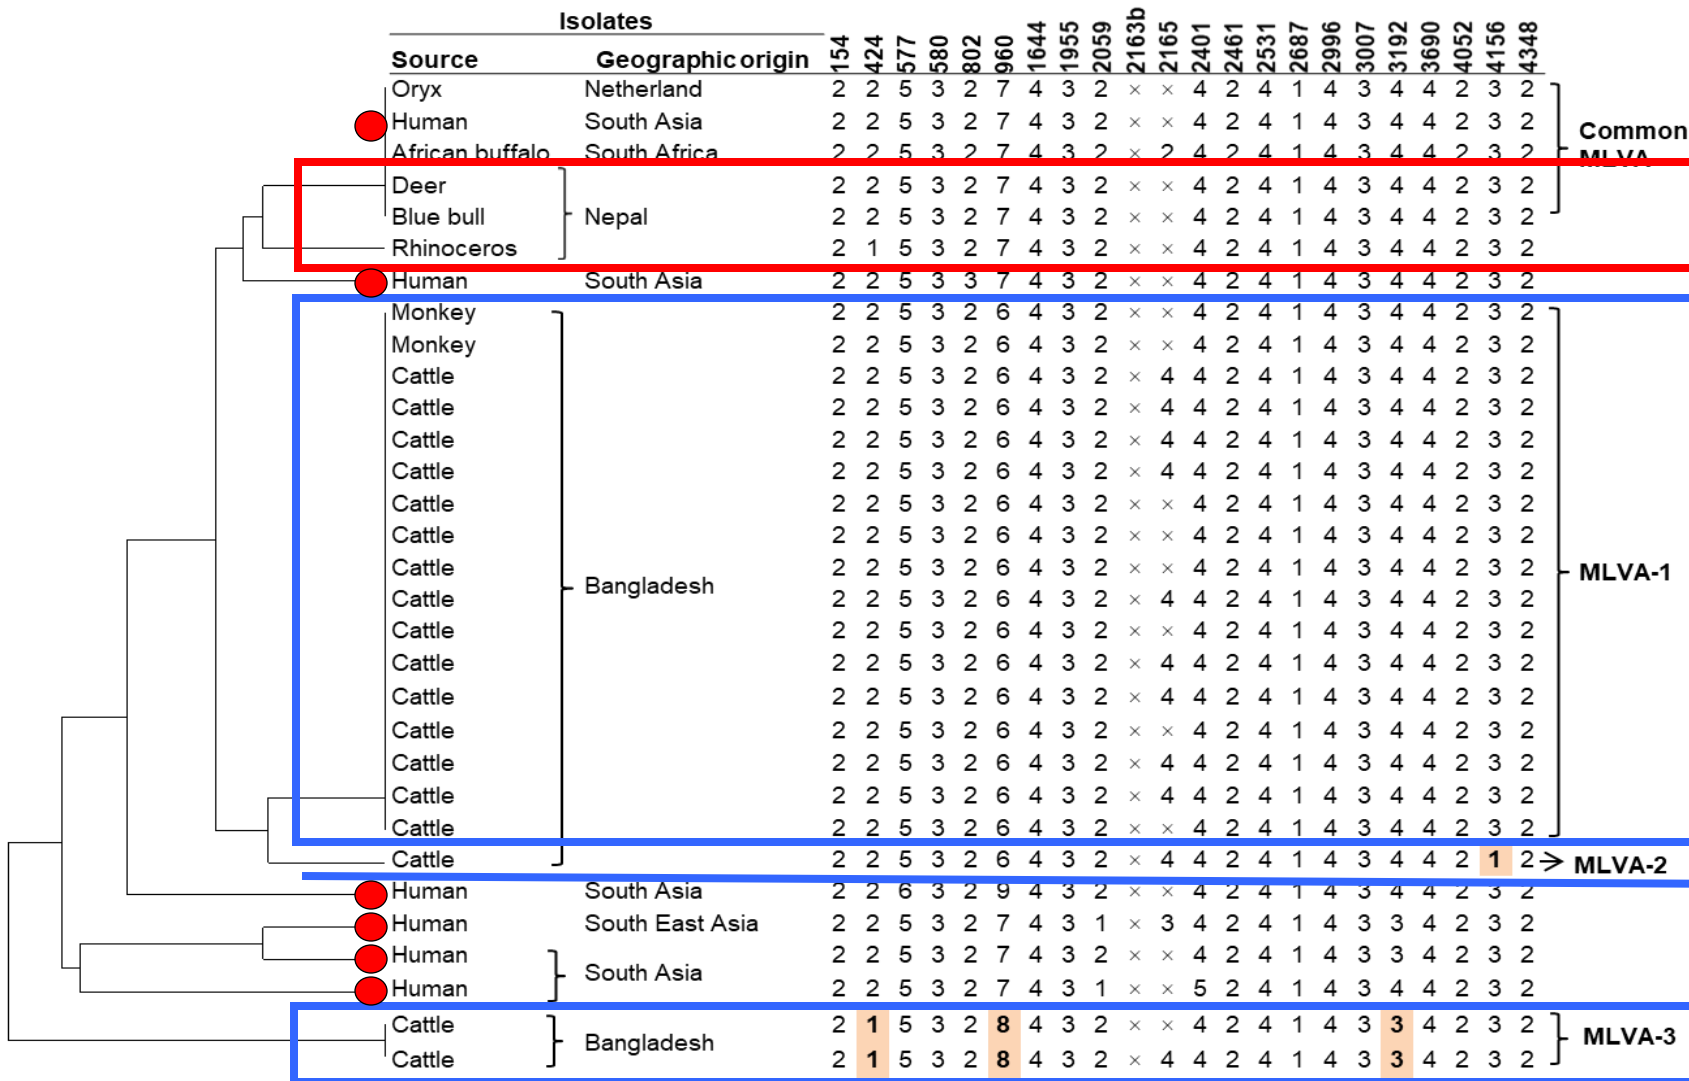 Isolates
Source Geographic origin 154 424 577 580 802 960 1644 1955 2059 2163b 2165 2401 2461 2531 2687 2996 3007 3192 3690 4052 4156 4348
Oryx Netherland 2 2 5 3 2 7 4 3 2 × × 4 2 4 1 4 3 4 4 2 3 2
Human South Asia 2 2 5 3 2 7 4 3 2 × × 4 2 4 1 4 3 4 4 2 3 2
Common
African buffalo South Africa 2 2 5 3 2 7 4 3 2 × 2 4 2 4 1 4 3 4 4 2 3 2
MLVA
Deer 2 2 5 3 2 7 4 3 2 × × 4 2 4 1 4 3 4 4 2 3 2
Blue bull Nepal 2 2 5 3 2 7 4 3 2 × × 4 2 4 1 4 3 4 4 2 3 2
Rhinoceros 2 1 5 3 2 7 4 3 2 × × 4 2 4 1 4 3 4 4 2 3 2
Human South Asia 2 2 5 3 3 7 4 3 2 × × 4 2 4 1 4 3 4 4 2 3 2
Monkey 2 2 5 3 2 6 4 3 2 × × 4 2 4 1 4 3 4 4 2 3 2
Monkey 2 2 5 3 2 6 4 3 2 × × 4 2 4 1 4 3 4 4 2 3 2
Cattle 2 2 5 3 2 6 4 3 2 × 4 4 2 4 1 4 3 4 4 2 3 2
Cattle 2 2 5 3 2 6 4 3 2 × 4 4 2 4 1 4 3 4 4 2 3 2
Cattle 2 2 5 3 2 6 4 3 2 × 4 4 2 4 1 4 3 4 4 2 3 2
Cattle 2 2 5 3 2 6 4 3 2 × 4 4 2 4 1 4 3 4 4 2 3 2
Cattle 2 2 5 3 2 6 4 3 2 × × 4 2 4 1 4 3 4 4 2 3 2
Cattle 2 2 5 3 2 6 4 3 2 × × 4 2 4 1 4 3 4 4 2 3 2
Cattle 2 2 5 3 2 6 4 3 2 × × 4 2 4 1 4 3 4 4 2 3 2
Bangladesh MLVA-1
Cattle 2 2 5 3 2 6 4 3 2 × 4 4 2 4 1 4 3 4 4 2 3 2
Cattle 2 2 5 3 2 6 4 3 2 × × 4 2 4 1 4 3 4 4 2 3 2
Cattle 2 2 5 3 2 6 4 3 2 × 4 4 2 4 1 4 3 4 4 2 3 2
Cattle 2 2 5 3 2 6 4 3 2 × 4 4 2 4 1 4 3 4 4 2 3 2
Cattle 2 2 5 3 2 6 4 3 2 × × 4 2 4 1 4 3 4 4 2 3 2
Cattle 2 2 5 3 2 6 4 3 2 × 4 4 2 4 1 4 3 4 4 2 3 2
Cattle 2 2 5 3 2 6 4 3 2 × 4 4 2 4 1 4 3 4 4 2 3 2
Cattle 2 2 5 3 2 6 4 3 2 × × 4 2 4 1 4 3 4 4 2 3 2
Cattle 2 2 5 3 2 6 4 3 2 × 4 4 2 4 1 4 3 4 4 2 1 2 MLVA-2
Human South Asia 2 2 6 3 2 9 4 3 2 × × 4 2 4 1 4 3 4 4 2 3 2
Human South East Asia 2 2 5 3 2 7 4 3 1 × 3 4 2 4 1 4 3 3 4 2 3 2
Human 2 2 5 3 2 7 4 3 2 × × 4 2 4 1 4 3 3 4 2 3 2
South Asia
Human 2 2 5 3 2 7 4 3 1 × × 5 2 4 1 4 3 4 4 2 3 2
Cattle 2 1 5 3 2 8 4 3 2 × × 4 2 4 1 4 3 3 4 2 3 2
Bangladesh MLVA-3
Cattle 2 1 5 3 2 8 4 3 2 × 4 4 2 4 1 4 3 3 4 2 3 2